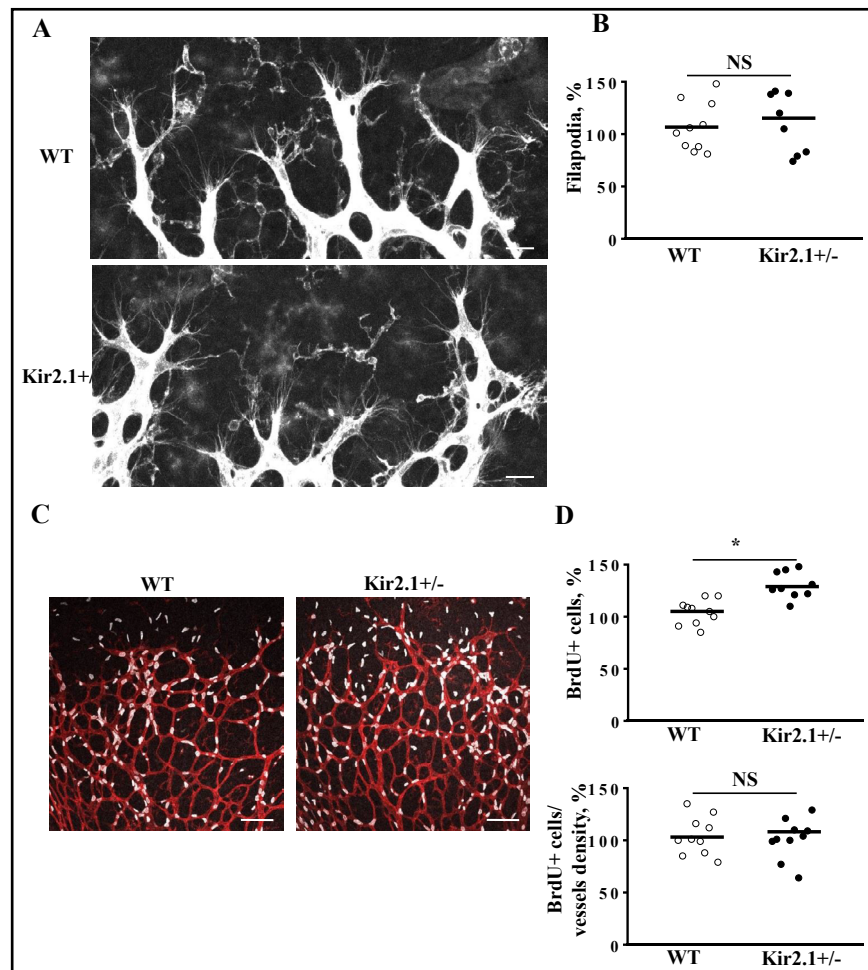 A
WT
Kir2.1+/
B
NS
Filapodia, %
150
100
50
0
WT
Kir2.1+/-
C
WT
Kir2.1+/-
D
*
BrdU+ cells, %
150
100
50
0
WT
Kir2.1+/-
NS
BrdU+ cells/
vessels density, %
150
100
50
0
WT
Kir2.1+/-